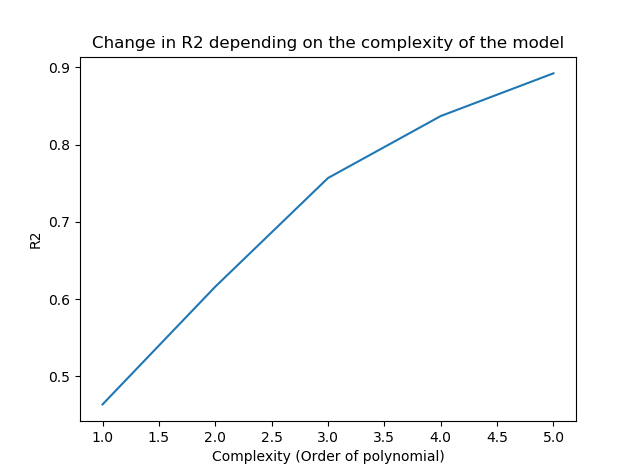 Change in R2 depending on the complexity of the model
0.9
0.8
0.7
0.6
0.5
R2
1.0 1.5 2.0 2.5 3.0 3.5 4.0 4.5 5.0
Complexity (Order of polynomial)